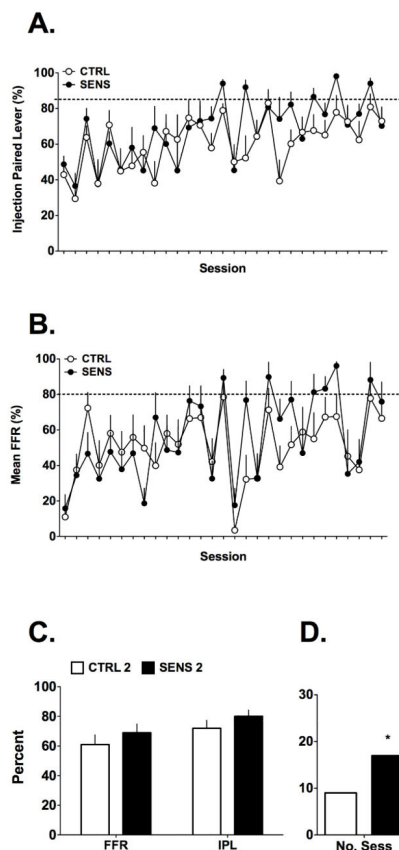 A.
CTRL
SENS
Injection Paired Lever (%)
100
80
60
40
20
0
Session
B.
CTRL
SENS
Mean FFR (%)
100
80
60
40
20
0
Session
C.
D.
CTRL 2 SENS 2
Percent
100
80
60
40
20
0
FFR IPL
30
20
10
0
*
No. Sess